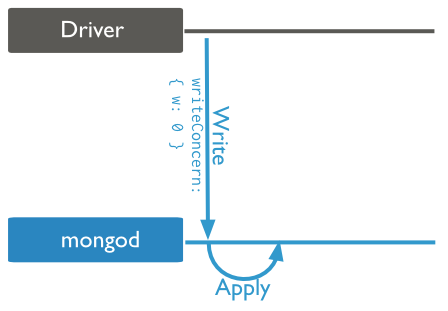 Driver
Write
writeConcern:
{ w: 0 }
mongod
Apply